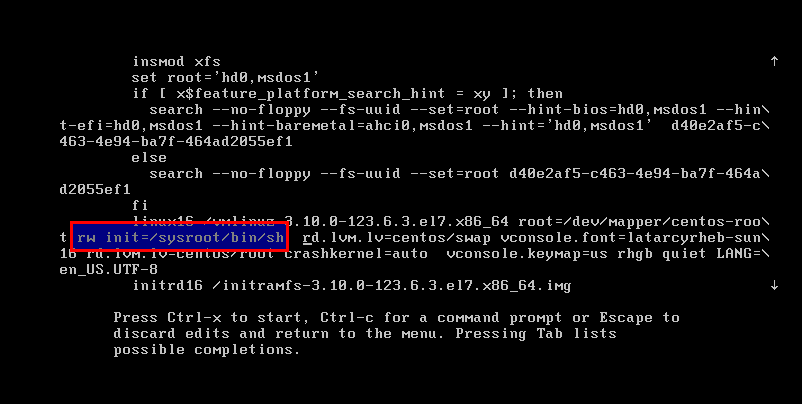 insmod xfs
set root='hd0,msdos1'
if [ x$feature_platform_search_hint = xy ]; then
search --no-floppy --fs-uuid --set=root --hint-bios=hd0,msdos1 --hin\
t-efi=hd0,msdos1 --hint-baremetal=ahci0,msdos1 --hint='hd0,msdos1'  d40e2af5-c\
463-4e94-ba7f-464ad2055ef1
else
search --no-floppy --fs-uuid --set=root d40e2af5-c463-4e94-ba7f-464a\
d2055ef1
fi
linux16 /vmlinuz-3.10.0-123.6.3.el7.x86_64 root=/dev/mapper/centos-roo\
t rw init=/sysroot/bin/sh  rd.lvm.lv=centos/swap vconsole.font=latarcyrheb-sun\
16 rd.lvm.lv=centos/root crashkernel=auto  vconsole.keymap=us rhgb quiet LANG=\
en_US.UTF-8
initrd16 /initramfs-3.10.0-123.6.3.el7.x86_64.img
Press Ctrl-x to start, Ctrl-c for a command prompt or Escape to
discard edits and return to the menu. Pressing Tab lists
possible completions.